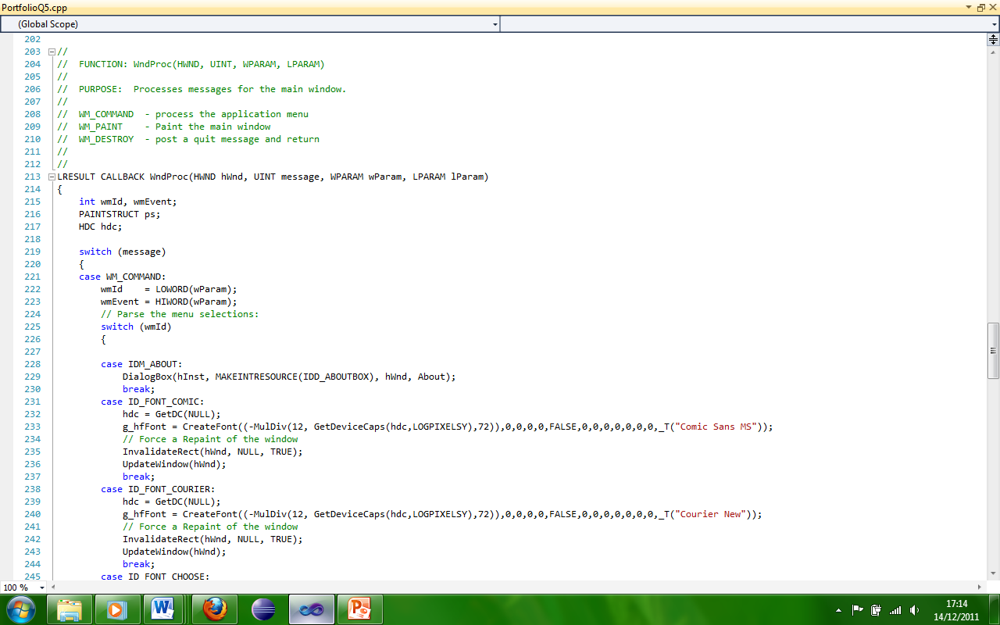 PortfolioQ5.cpp
(Global Scope)
202
203 //
204 //  FUNCTION: WndProc(HWND, UINT, WPARAM, LPARAM)
205 //
206 //  PURPOSE:  Processes messages for the main window.
207 //
208 //  WM_COMMAND  - process the application menu
209 //  WM_PAINT    - Paint the main window
210 //  WM_DESTROY  - post a quit message and return
211 //
212 //
213 LRESULT CALLBACK WndProc(HWND hWnd, UINT message, WPARAM wParam, LPARAM lParam)
214 {
215     int wmId, wmEvent;
216     PAINTSTRUCT ps;
217     HDC hdc;
218
219     switch (message)
220     {
221     case WM_COMMAND:
222         wmId    = LOWORD(wParam);
223         wmEvent = HIWORD(wParam);
224         // Parse the menu selections:
225         switch (wmId)
226         {
227
228         case IDM_ABOUT:
229             DialogBox(hInst, MAKEINTRESOURCE(IDD_ABOUTBOX), hWnd, About);
230             break;
231         case ID_FONT_COMIC:
232             hdc = GetDC(NULL);
233             g_hfFont = CreateFont((-MulDiv(12, GetDeviceCaps(hdc,LOGPIXELSY),72)),0,0,0,0,FALSE,0,0,0,0,0,0,0,_T("Comic Sans MS"));
234             // Force a Repaint of the window
235             InvalidateRect(hWnd, NULL, TRUE);
236             UpdateWindow(hWnd);
237             break;
238         case ID_FONT_COURIER:
239             hdc = GetDC(NULL);
240             g_hfFont = CreateFont((-MulDiv(12, GetDeviceCaps(hdc,LOGPIXELSY),72)),0,0,0,0,FALSE,0,0,0,0,0,0,0,_T("Courier New"));
241             // Force a Repaint of the window
242             InvalidateRect(hWnd, NULL, TRUE);
243             UpdateWindow(hWnd);
244             break;
245         case ID_FONT_CHOOSE:
100 %
17:14
14/12/2011